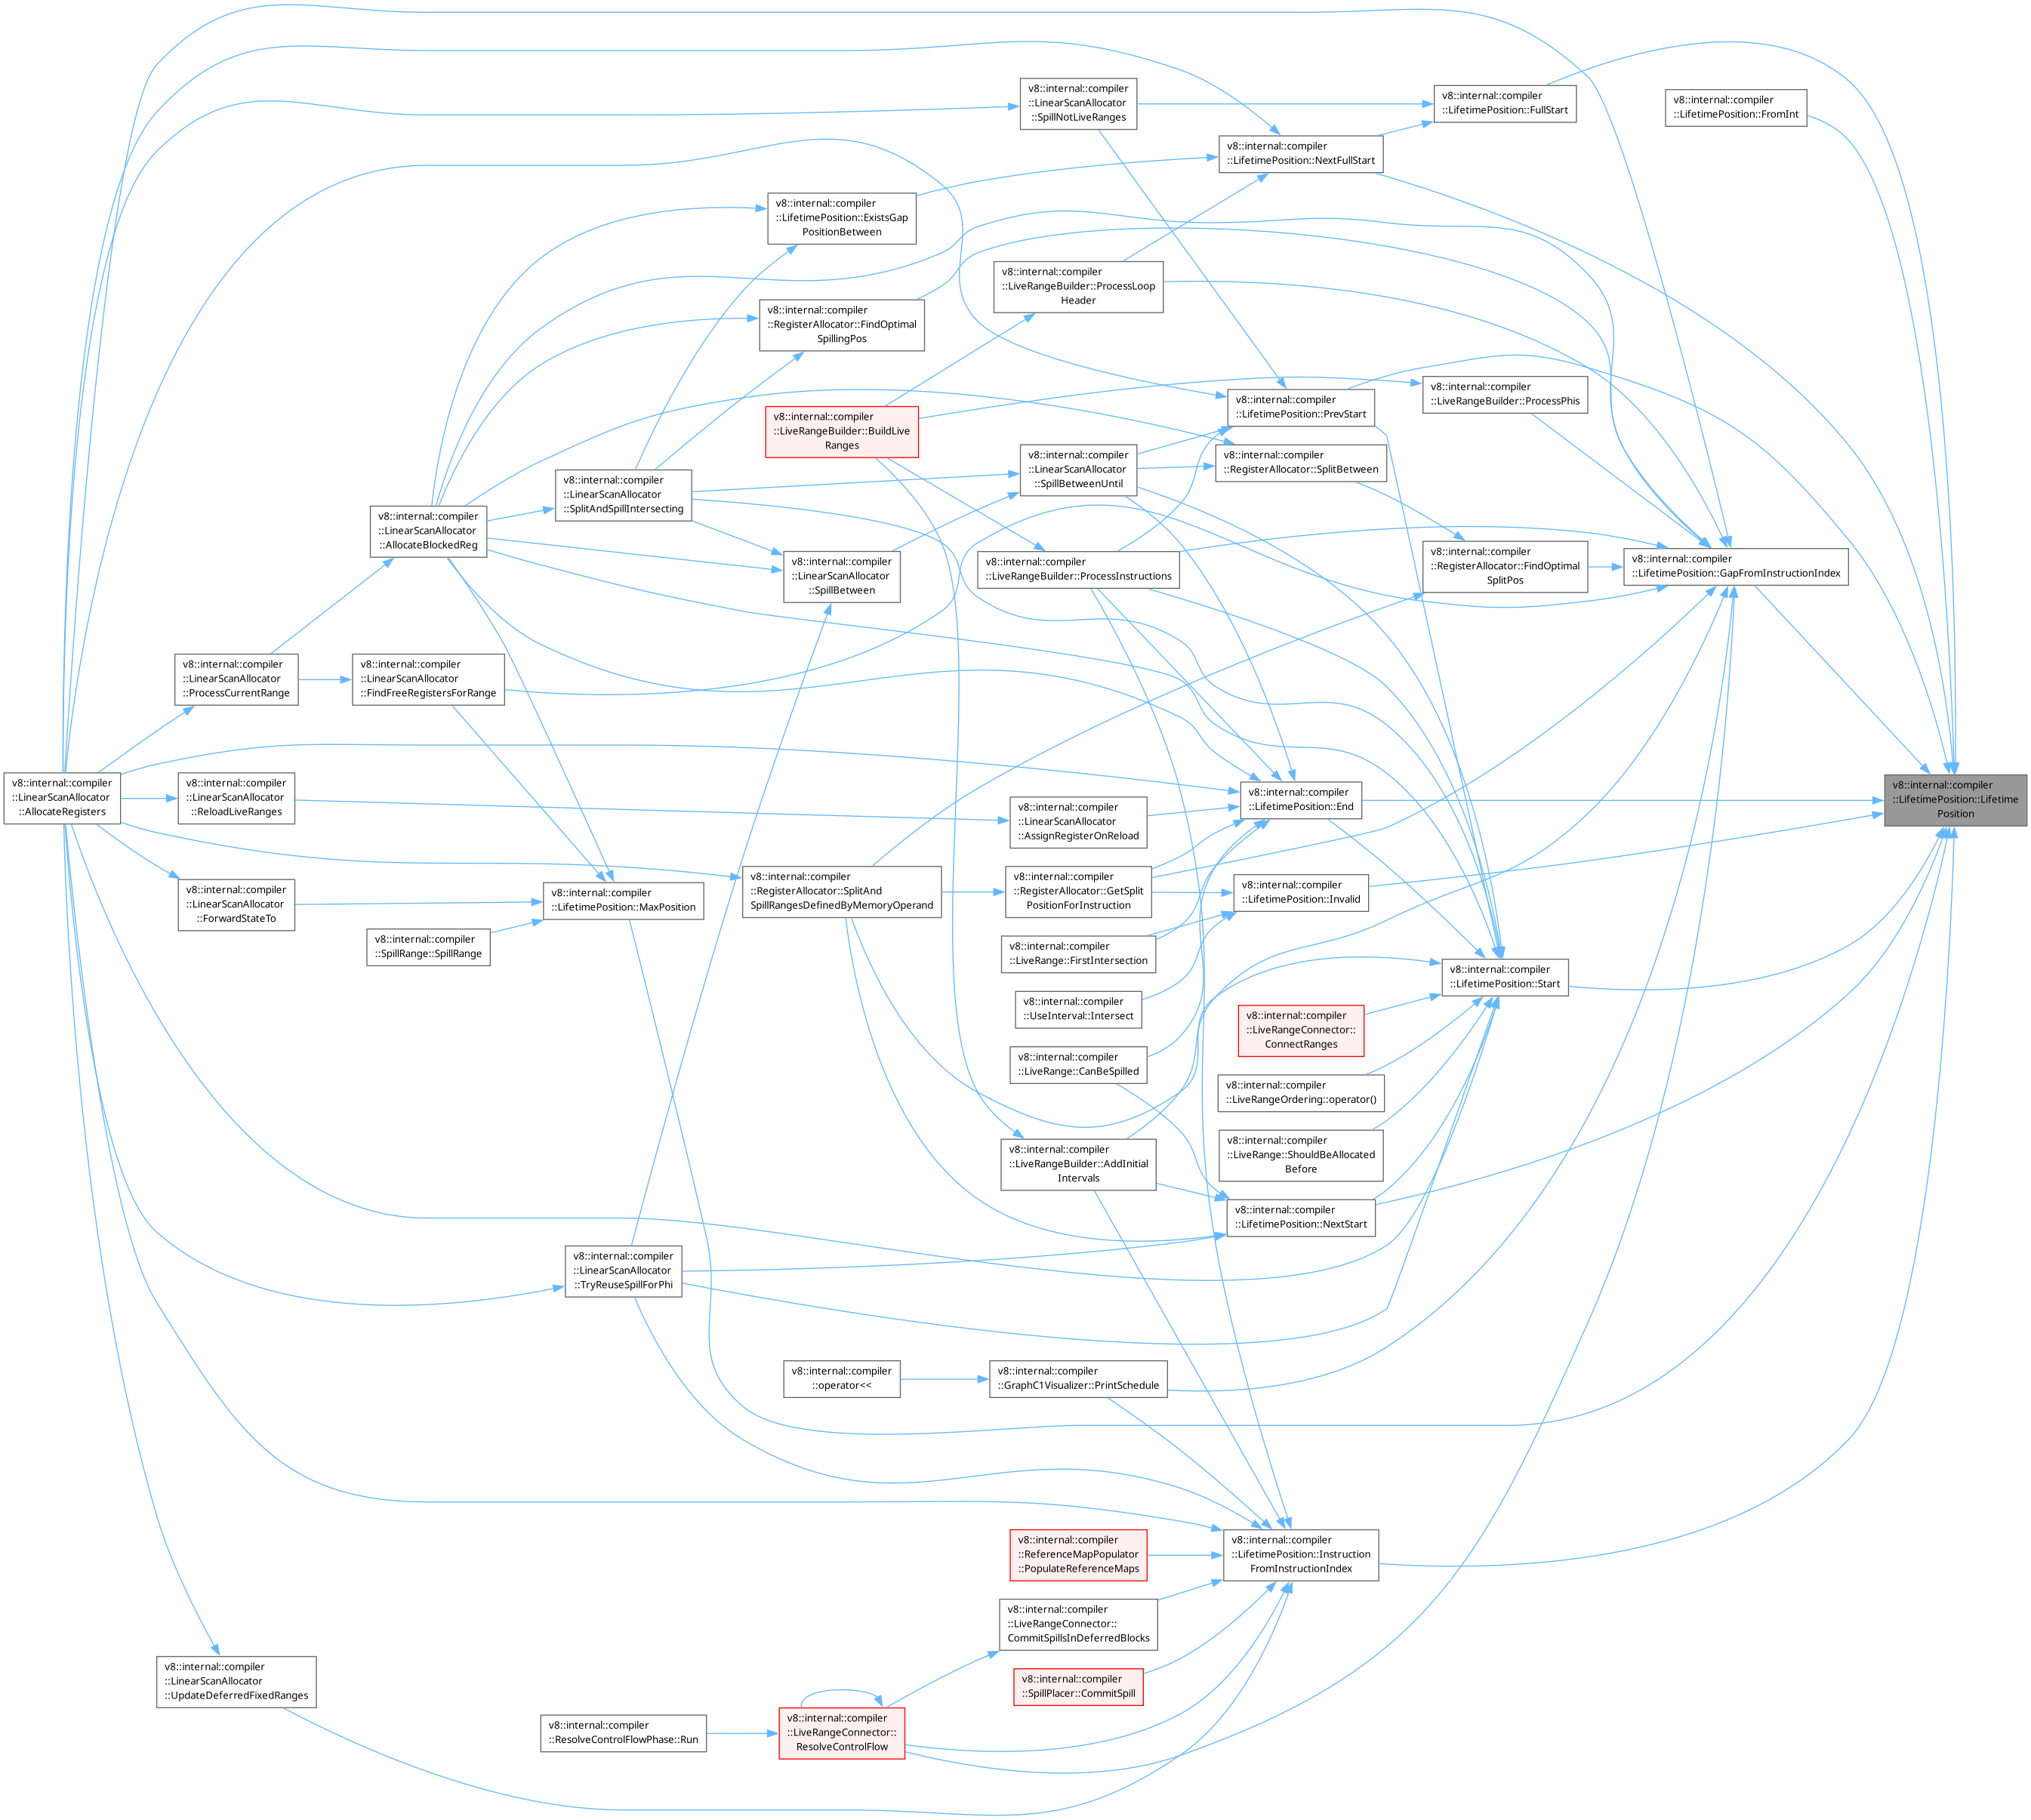 v8::internal::compiler
::LinearScanAllocator
::SpillNotLiveRanges
v8::internal::compiler
::LifetimePosition::FullStart
v8::internal::compiler
::LifetimePosition::FromInt
v8::internal::compiler
::LifetimePosition::NextFullStart
v8::internal::compiler
::LifetimePosition::ExistsGap
PositionBetween
v8::internal::compiler
::LiveRangeBuilder::ProcessLoop
Header
v8::internal::compiler
::RegisterAllocator::FindOptimal
SpillingPos
v8::internal::compiler
::LiveRangeBuilder::ProcessPhis
v8::internal::compiler
::LifetimePosition::PrevStart
v8::internal::compiler
::LiveRangeBuilder::BuildLive
Ranges
v8::internal::compiler
::RegisterAllocator::SplitBetween
v8::internal::compiler
::LinearScanAllocator
::SpillBetweenUntil
v8::internal::compiler
::LinearScanAllocator
::SplitAndSpillIntersecting
v8::internal::compiler
::LinearScanAllocator
::AllocateBlockedReg
v8::internal::compiler
::RegisterAllocator::FindOptimal
SplitPos
v8::internal::compiler
::LifetimePosition::GapFromInstructionIndex
v8::internal::compiler
::LiveRangeBuilder::ProcessInstructions
v8::internal::compiler
::LinearScanAllocator
::SpillBetween
v8::internal::compiler
::LinearScanAllocator
::ProcessCurrentRange
v8::internal::compiler
::LinearScanAllocator
::FindFreeRegistersForRange
v8::internal::compiler
::LinearScanAllocator
::AllocateRegisters
v8::internal::compiler
::LinearScanAllocator
::ReloadLiveRanges
v8::internal::compiler
::LifetimePosition::End
v8::internal::compiler
::LifetimePosition::Lifetime
Position
v8::internal::compiler
::LinearScanAllocator
::AssignRegisterOnReload
v8::internal::compiler
::LinearScanAllocator
::ForwardStateTo
v8::internal::compiler
::LifetimePosition::MaxPosition
v8::internal::compiler
::RegisterAllocator::SplitAnd
SpillRangesDefinedByMemoryOperand
v8::internal::compiler
::RegisterAllocator::GetSplit
PositionForInstruction
v8::internal::compiler
::LifetimePosition::Invalid
v8::internal::compiler
::SpillRange::SpillRange
v8::internal::compiler
::LiveRange::FirstIntersection
v8::internal::compiler
::LifetimePosition::Start
v8::internal::compiler
::UseInterval::Intersect
v8::internal::compiler
::LiveRangeConnector::
ConnectRanges
v8::internal::compiler
::LiveRange::CanBeSpilled
v8::internal::compiler
::LiveRangeOrdering::operator()
v8::internal::compiler
::LiveRange::ShouldBeAllocated
Before
v8::internal::compiler
::LiveRangeBuilder::AddInitial
Intervals
v8::internal::compiler
::LifetimePosition::NextStart
v8::internal::compiler
::LinearScanAllocator
::TryReuseSpillForPhi
v8::internal::compiler
::operator<<
v8::internal::compiler
::GraphC1Visualizer::PrintSchedule
v8::internal::compiler
::ReferenceMapPopulator
::PopulateReferenceMaps
v8::internal::compiler
::LifetimePosition::Instruction
FromInstructionIndex
v8::internal::compiler
::LiveRangeConnector::
CommitSpillsInDeferredBlocks
v8::internal::compiler
::SpillPlacer::CommitSpill
v8::internal::compiler
::LinearScanAllocator
::UpdateDeferredFixedRanges
v8::internal::compiler
::ResolveControlFlowPhase::Run
v8::internal::compiler
::LiveRangeConnector::
ResolveControlFlow